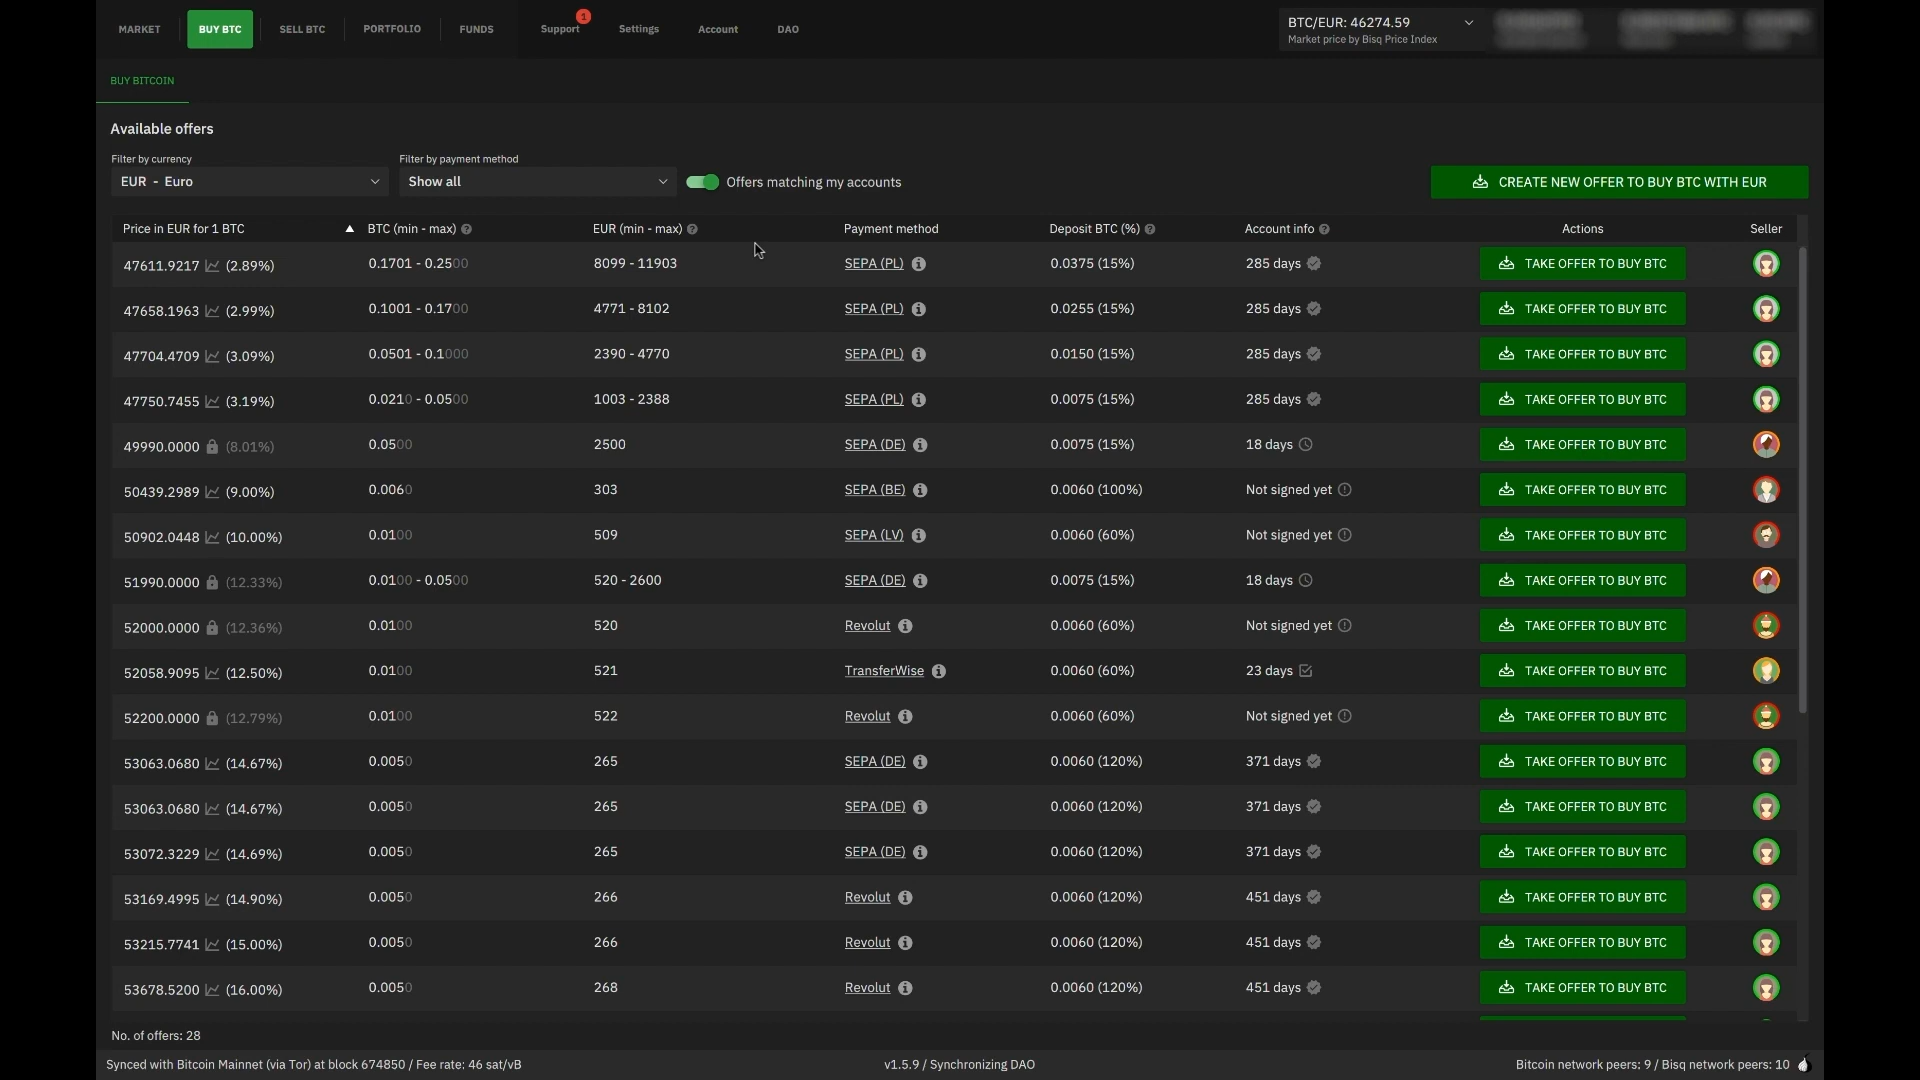 MARKET BUY BTC SELL BTC PORTFOLIO FUNDS Support 1 Settings Account DAO BTC/EUR: 46274.59
Market price by Bisq Price Index
BUY BITCOIN
Available offers
Filter by currency Filter by payment method
EUR - Euro Show all Offers matching my accounts CREATE NEW OFFER TO BUY BTC WITH EUR
Price in EUR for 1 BTC BTC (min - max) EUR (min - max) Payment method Deposit BTC (%) Account info Actions Seller
47611.9217 (2.89%) 0.1701 - 0.2500 8099 - 11903 SEPA (PL) 0.0375 (15%) 285 days TAKE OFFER TO BUY BTC
47658.1963 (2.99%) 0.1001 - 0.1700 4771 - 8102 SEPA (PL) 0.0255 (15%) 285 days TAKE OFFER TO BUY BTC
47704.4709 (3.09%) 0.0501 - 0.1000 2390 - 4770 SEPA (PL) 0.0150 (15%) 285 days TAKE OFFER TO BUY BTC
47750.7455 (3.19%) 0.0210 - 0.0500 1003 - 2388 SEPA (PL) 0.0075 (15%) 285 days TAKE OFFER TO BUY BTC
49990.0000 (8.01%) 0.0500 2500 SEPA (DE) 0.0075 (15%) 18 days TAKE OFFER TO BUY BTC
50439.2989 (9.00%) 0.0060 303 SEPA (BE) 0.0060 (100%) Not signed yet TAKE OFFER TO BUY BTC
50902.0448 (10.00%) 0.0100 509 SEPA (LV) 0.0060 (60%) Not signed yet TAKE OFFER TO BUY BTC
51990.0000 (12.33%) 0.0100 - 0.0500 520 - 2600 SEPA (DE) 0.0075 (15%) 18 days TAKE OFFER TO BUY BTC
52000.0000 (12.36%) 0.0100 520 Revolut 0.0060 (60%) Not signed yet TAKE OFFER TO BUY BTC
52058.9095 (12.50%) 0.0100 521 TransferWise 0.0060 (60%) 23 days TAKE OFFER TO BUY BTC
52200.0000 (12.79%) 0.0100 522 Revolut 0.0060 (60%) Not signed yet TAKE OFFER TO BUY BTC
53063.0680 (14.67%) 0.0050 265 SEPA (DE) 0.0060 (120%) 371 days TAKE OFFER TO BUY BTC
53063.0680 (14.67%) 0.0050 265 SEPA (DE) 0.0060 (120%) 371 days TAKE OFFER TO BUY BTC
53072.3229 (14.69%) 0.0050 265 SEPA (DE) 0.0060 (120%) 371 days TAKE OFFER TO BUY BTC
53169.4995 (14.90%) 0.0050 266 Revolut 0.0060 (120%) 451 days TAKE OFFER TO BUY BTC
53215.7741 (15.00%) 0.0050 266 Revolut 0.0060 (120%) 451 days TAKE OFFER TO BUY BTC
53678.5200 (16.00%) 0.0050 268 Revolut 0.0060 (120%) 451 days TAKE OFFER TO BUY BTC
No. of offers: 28
Synced with Bitcoin Mainnet (via Tor) at block 674850 / Fee rate: 46 sat/vB v1.5.9 / Synchronizing DAO Bitcoin network peers: 9 / Bisq network peers: 10